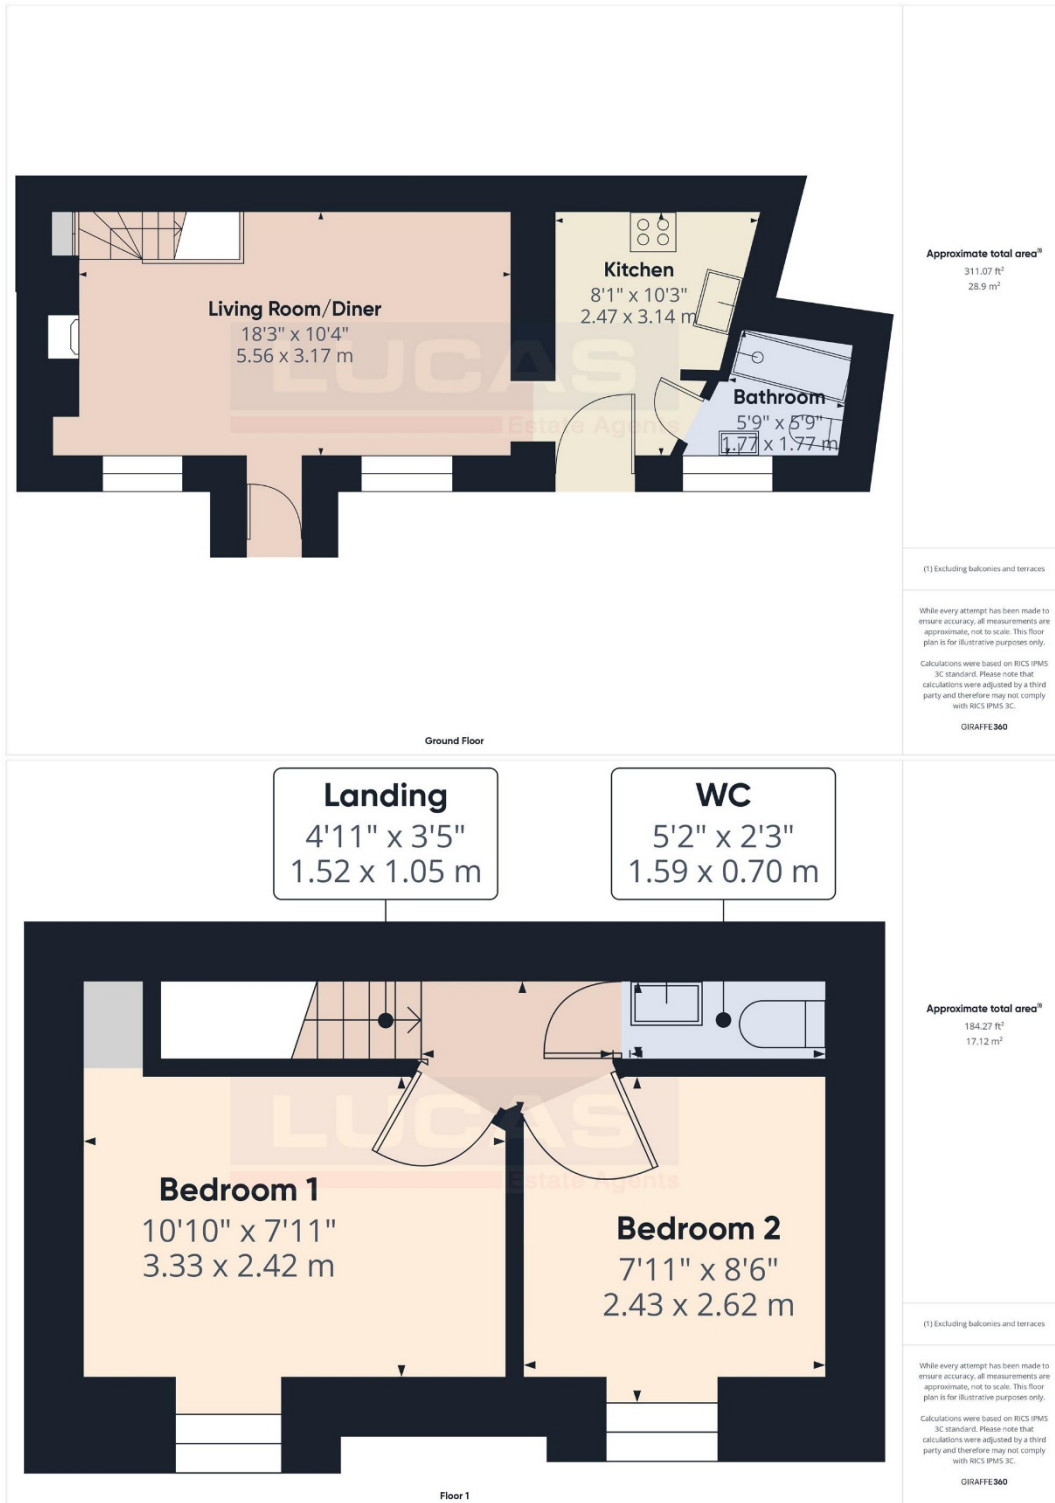 Living Room/Diner
18'3" x 10'4"
5.56 x 3.17 m
Kitchen
8'1" x 10'3"
2.47 x 3.14 m
Bathroom
5'9" x 5'9"
1.77 x 1.77 m
LUCAS
Estate Agents
Ground Floor
Approximate total area⁽¹⁾
311.07 ft²
28.9 m²
(1) Excluding balconies and terraces
While every attempt has been made to
ensure accuracy, all measurements are
approximate, not to scale. This floor
plan is for illustrative purposes only.
Calculations were based on RICS IPMS
3C standard. Please note that
calculations were adjusted by a third
party and therefore may not comply
with RICS IPMS 3C.
GIRAFFE360
Landing
4'11" x 3'5"
1.52 x 1.05 m
WC
5'2" x 2'3"
1.59 x 0.70 m
LUCAS
Estate Agents
Bedroom 1
10'10" x 7'11"
3.33 x 2.42 m
Bedroom 2
7'11" x 8'6"
2.43 x 2.62 m
Floor 1
Approximate total area⁽¹⁾
184.27 ft²
17.12 m²
(1) Excluding balconies and terraces
While every attempt has been made to
ensure accuracy, all measurements are
approximate, not to scale. This floor
plan is for illustrative purposes only.
Calculations were based on RICS IPMS
3C standard. Please note that
calculations were adjusted by a third
party and therefore may not comply
with RICS IPMS 3C.
GIRAFFE360